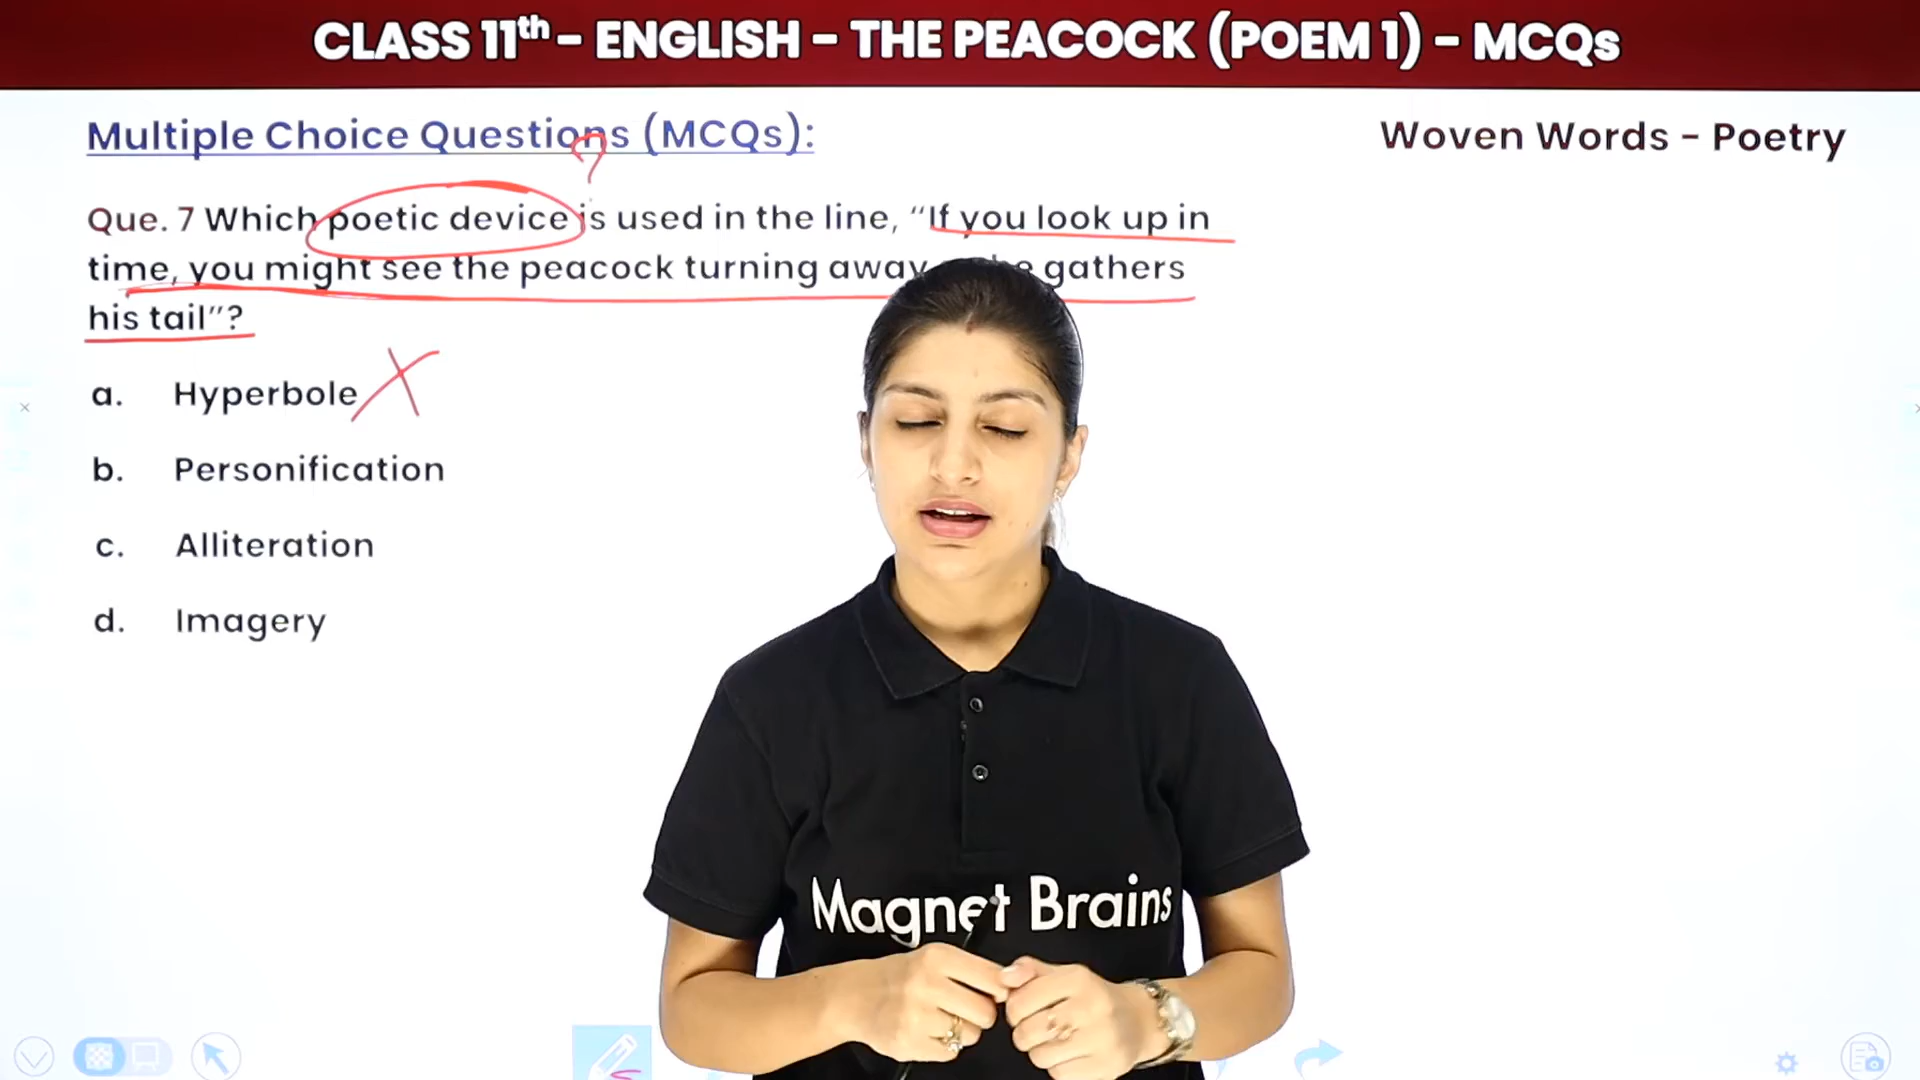 CLASS 11th - ENGLISH - THE PEACOCK (POEM 1) - MCQs
Multiple Choice Questions (MCQs):
Woven Words - Poetry
?
Que. 7 Which poetic device is used in the line, “If you look up in
time, you might see the peacock turning away gathers
his tail”?
a. Hyperbole
b. Personification
c. Alliteration
d. Imagery
Magnet Brains